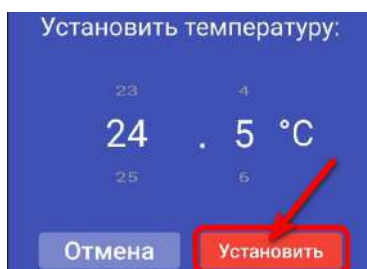 Установить температуру:
23 4
24 . 5 °C
25 6
Отмена Установить